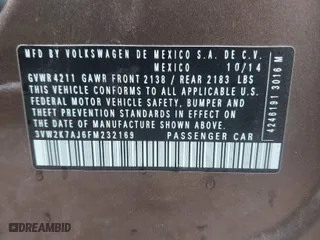 MFD BY VOLKSWAGEN DE MEXICO S.A. DE C.V.
MEXICO 10/14
GVWR 4211 GAWR FRONT 2138 / REAR 2183 LBS
THIS VEHICLE CONFORMS TO ALL APPLICABLE U.S.
FEDERAL MOTOR VEHICLE SAFETY, BUMPER AND
THEFT PREVENTION STANDARDS IN EFFECT ON THE
DATE OF MANUFACTURE SHOWN ABOVE.
3VW2K7AJ6FM232169 PASSENGER CAR
4246191 3016 M
DREAMBID